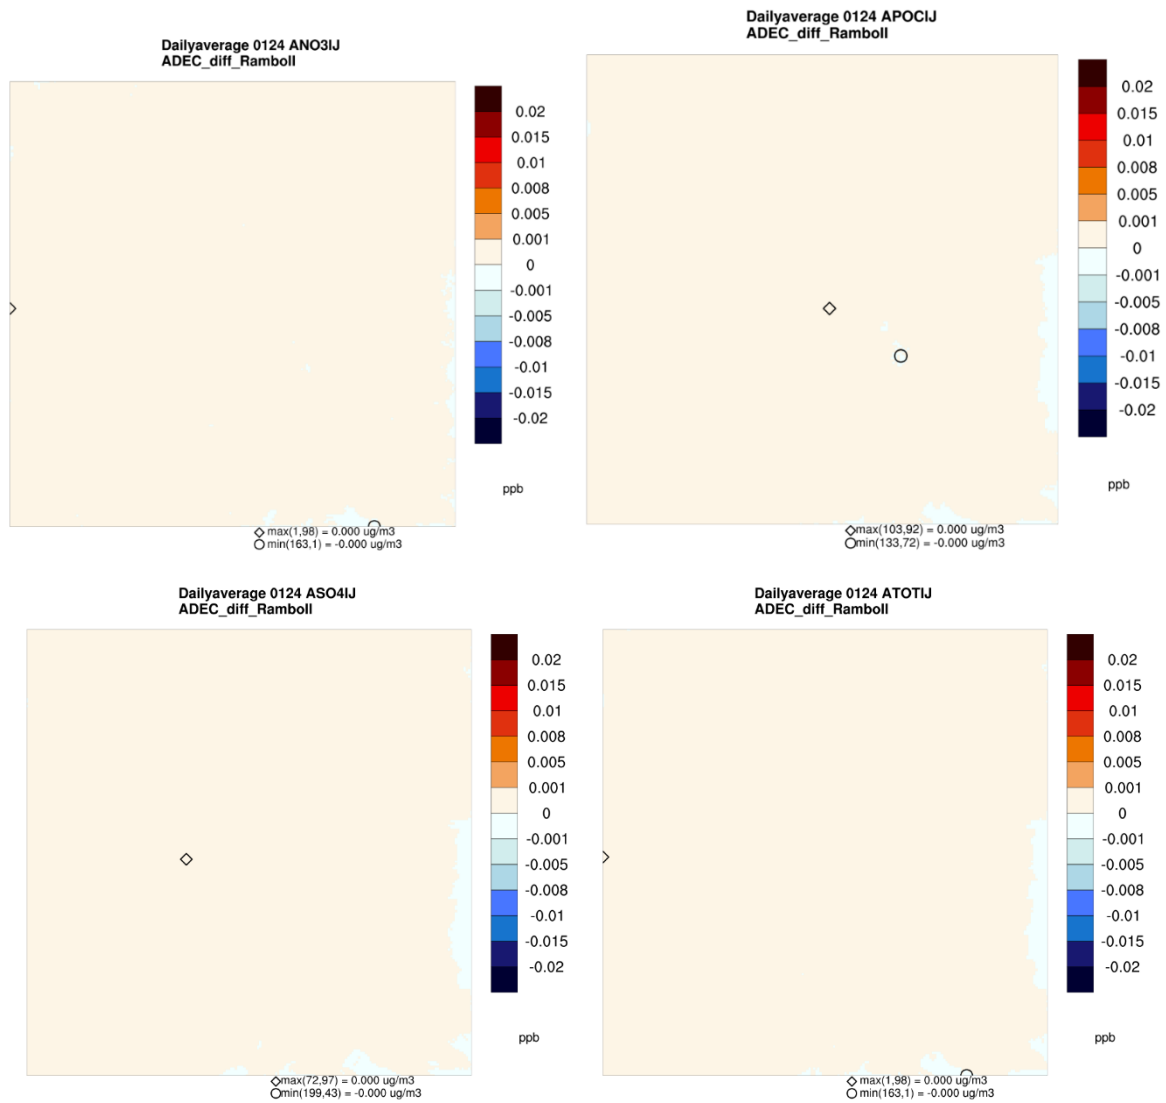 Dailyaverage 0124 ANO3IJ
ADEC_diff_Ramboll
0.02
0.015
0.01
0.008
0.005
0.001
0
-0.001
-0.005
-0.008
-0.01
-0.015
-0.02
ppb
max(1,98) = 0.000 ug/m3
min(163,1) = -0.000 ug/m3
Dailyaverage 0124 APOCIJ
ADEC_diff_Ramboll
0.02
0.015
0.01
0.008
0.005
0.001
0
-0.001
-0.005
-0.008
-0.01
-0.015
-0.02
ppb
max(103,92) = 0.000 ug/m3
min(133,72) = -0.000 ug/m3
Dailyaverage 0124 ASO4IJ
ADEC_diff_Ramboll
0.02
0.015
0.01
0.008
0.005
0.001
0
-0.001
-0.005
-0.008
-0.01
-0.015
-0.02
ppb
max(72,97) = 0.000 ug/m3
min(199,43) = -0.000 ug/m3
Dailyaverage 0124 ATOTIJ
ADEC_diff_Ramboll
0.02
0.015
0.01
0.008
0.005
0.001
0
-0.001
-0.005
-0.008
-0.01
-0.015
-0.02
ppb
max(1,98) = 0.000 ug/m3
min(163,1) = -0.000 ug/m3